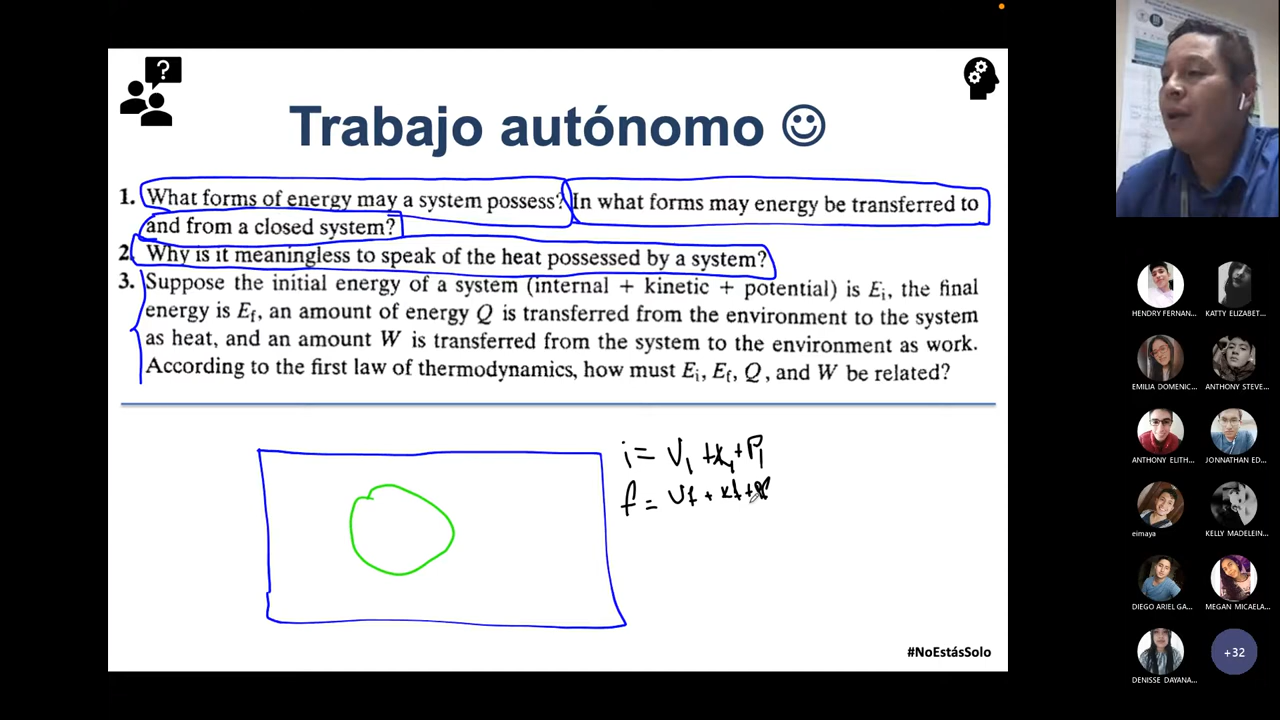 Trabajo autónomo ☺
1. What forms of energy may a system possess? In what forms may energy be transferred to
and from a closed system?
2. Why is it meaningless to speak of the heat possessed by a system?
3. Suppose the initial energy of a system (internal + kinetic + potential) is Ei, the final
energy is Ef, an amount of energy Q is transferred from the environment to the system
as heat, and an amount W is transferred from the system to the environment as work.
According to the first law of thermodynamics, how must Ei, Ef, Q, and W be related?
i = U1 + K1 + P1
f = Uf + Kf +
#NoEstásSolo
HENDRY FERNAN...
KATTY ELIZABET...
EMILIA DOMENIC...
ANTHONY STEVE...
ANTHONY ELITH...
JONNATHAN ED...
eimaya
KELLY MADELEIN...
DIEGO ARIEL GA...
MEGAN MICAELA...
DENISSE DAYANA...
+32